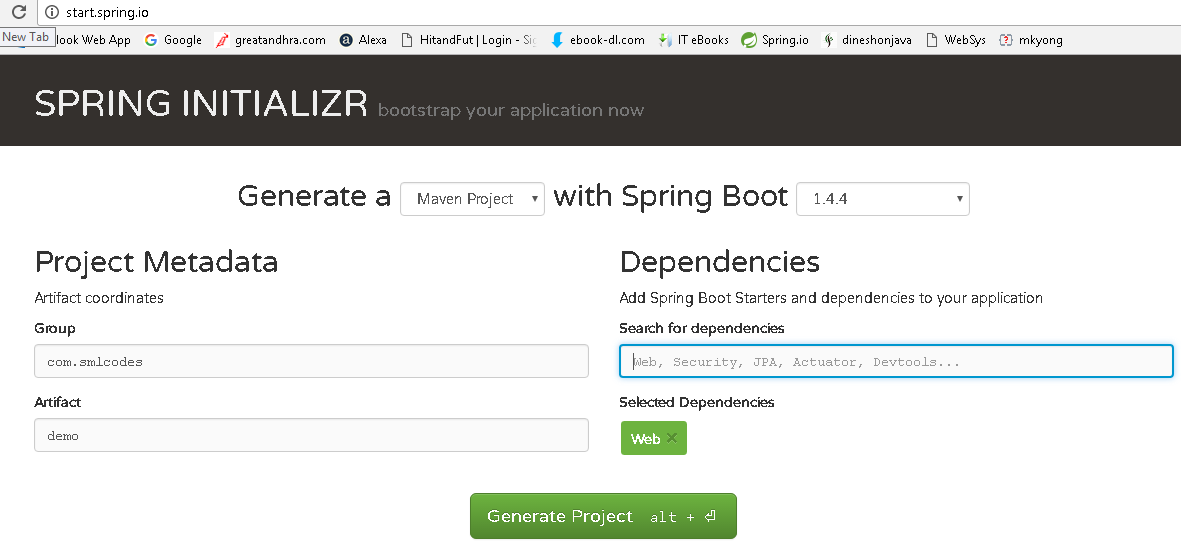 start.spring.io
New Tab
look Web App Google greatandhra.com Alexa HitandFut | Login - Sig ebook-dl.com IT eBooks Spring.io dineshonjava WebSys mkyong
SPRING INITIALIZR bootstrap your application now
Generate a Maven Project with Spring Boot 1.4.4
Project Metadata
Artifact coordinates
Group
com.smlcodes
Artifact
demo
Dependencies
Add Spring Boot Starters and dependencies to your application
Search for dependencies
Web, Security, JPA, Actuator, Devtools...
Selected Dependencies
Web ×
Generate Project alt + ⏎